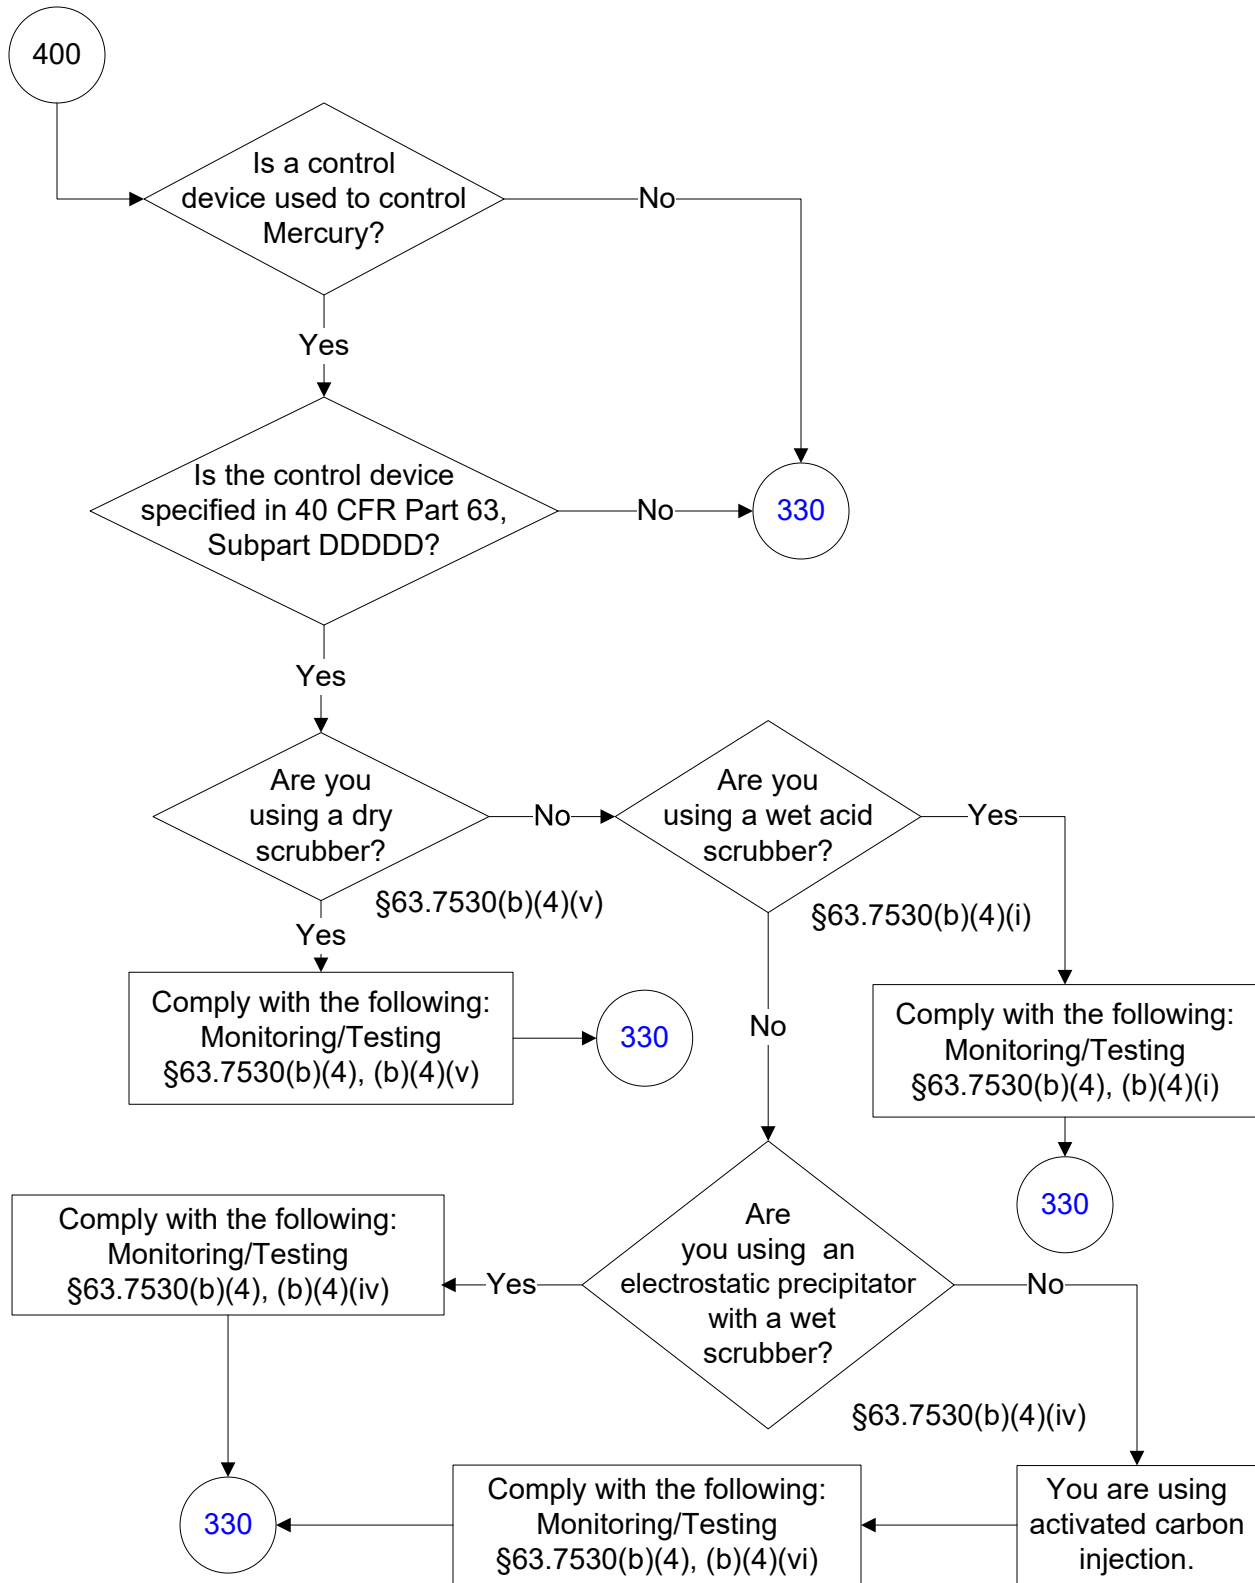 400
Is a control
device used to control
Mercury?
No
Yes
Is the control device
specified in 40 CFR Part 63,
Subpart DDDDD?
No
330
Yes
Are you
using a dry
scrubber?
No
Are you
using a wet acid
scrubber?
Yes
§63.7530(b)(4)(v)
§63.7530(b)(4)(i)
Yes
Comply with the following:
Monitoring/Testing
§63.7530(b)(4), (b)(4)(v)
330
No
Comply with the following:
Monitoring/Testing
§63.7530(b)(4), (b)(4)(i)
330
Are
you using  an
electrostatic precipitator
with a wet
scrubber?
Yes
Comply with the following:
Monitoring/Testing
§63.7530(b)(4), (b)(4)(iv)
No
§63.7530(b)(4)(iv)
You are using
activated carbon
injection.
Comply with the following:
Monitoring/Testing
§63.7530(b)(4), (b)(4)(vi)
330